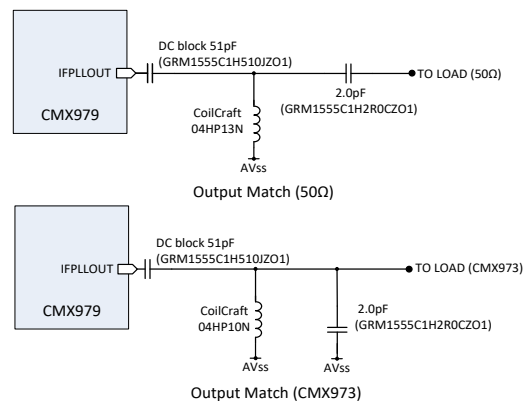 DC block 51pF
(GRM1555C1H510JZO1)
IFPLLOUT
TO LOAD (50Ω)
2.0pF
(GRM1555C1H2R0CZO1)
CMX979
CoilCraft
04HP13N
AVss
Output Match (50Ω)
DC block 51pF
(GRM1555C1H510JZO1)
IFPLLOUT
TO LOAD (CMX973)
CMX979
CoilCraft
04HP10N
2.0pF
(GRM1555C1H2R0CZO1)
AVss
AVss
Output Match (CMX973)